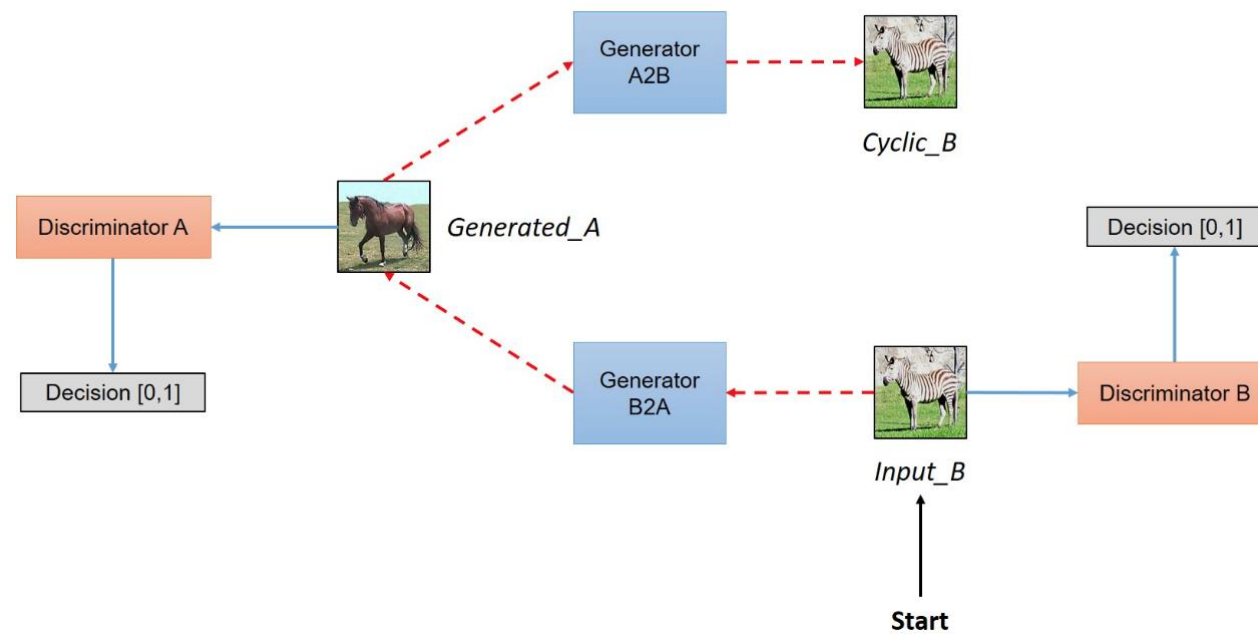 Generator
A2B
Cyclic_B
Discriminator A
Generated_A
Decision [0,1]
Decision [0,1]
Generator
B2A
Discriminator B
Input_B
Start